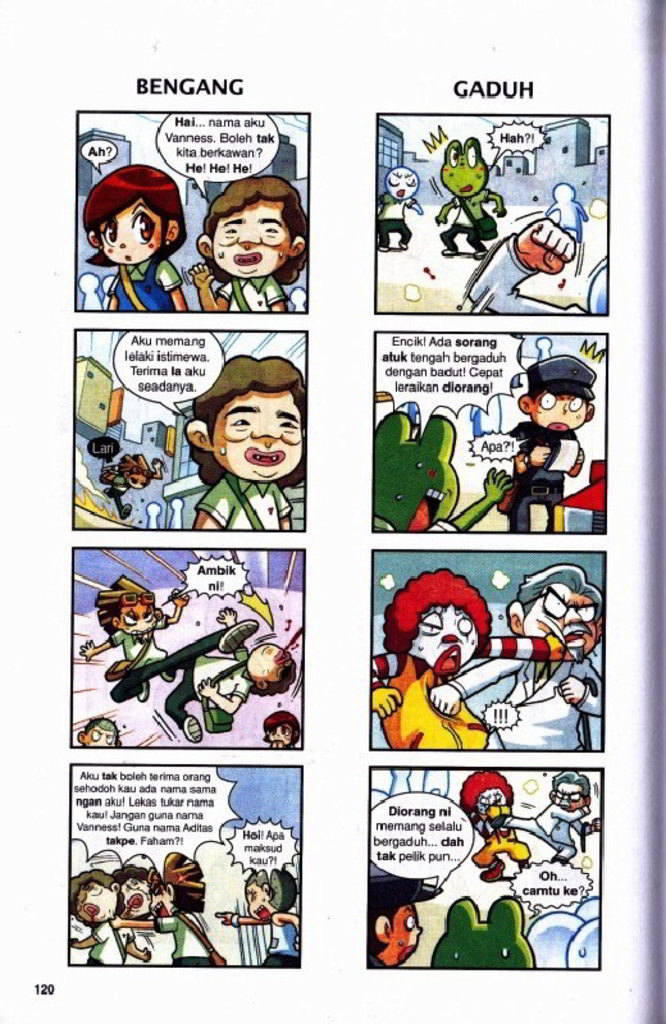 BENGANG
Ah?
Hai... nama aku
Vanness. Boleh tak
kita berkawan?
He! He! He!
Aku memang
lelaki istimewa.
Terima la aku
seadanya.
Lari
Ambik
ni!
Aku tak boleh terima orang
sehodoh kau ada nama sama
ngan aku! Lekas tukar nama
kau! Jangan guna nama
Vanness! Guna nama Aditas
takpe. Faham?!
Hoi! Apa
maksud
kau?!
GADUH
Hah?!
Encik! Ada sorang
atuk tengah bergaduh
dengan badut! Cepat
leraikan diorang!
Apa?!
!!!
Diorang ni
memang selalu
bergaduh... dah
tak pelik pun...
Oh...
camtu ke?
120